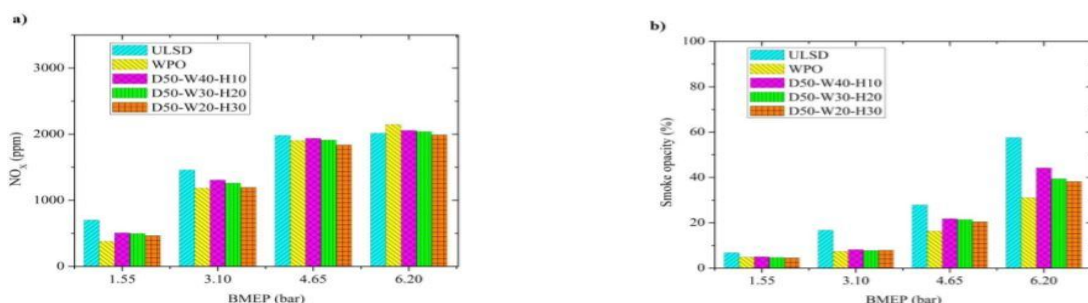 a)
ULSD
WPO
D50-W40-H10
D50-W30-H20
D50-W20-H30
3000
2000
1000
0
NOX (ppm)
1.55 3.10 4.65 6.20
BMEP (bar)
b)
ULSD
WPO
D50-W40-H10
D50-W30-H20
D50-W20-H30
100
80
60
40
20
0
Smoke opacity (%)
1.55 3.10 4.65 6.20
BMEP (bar)